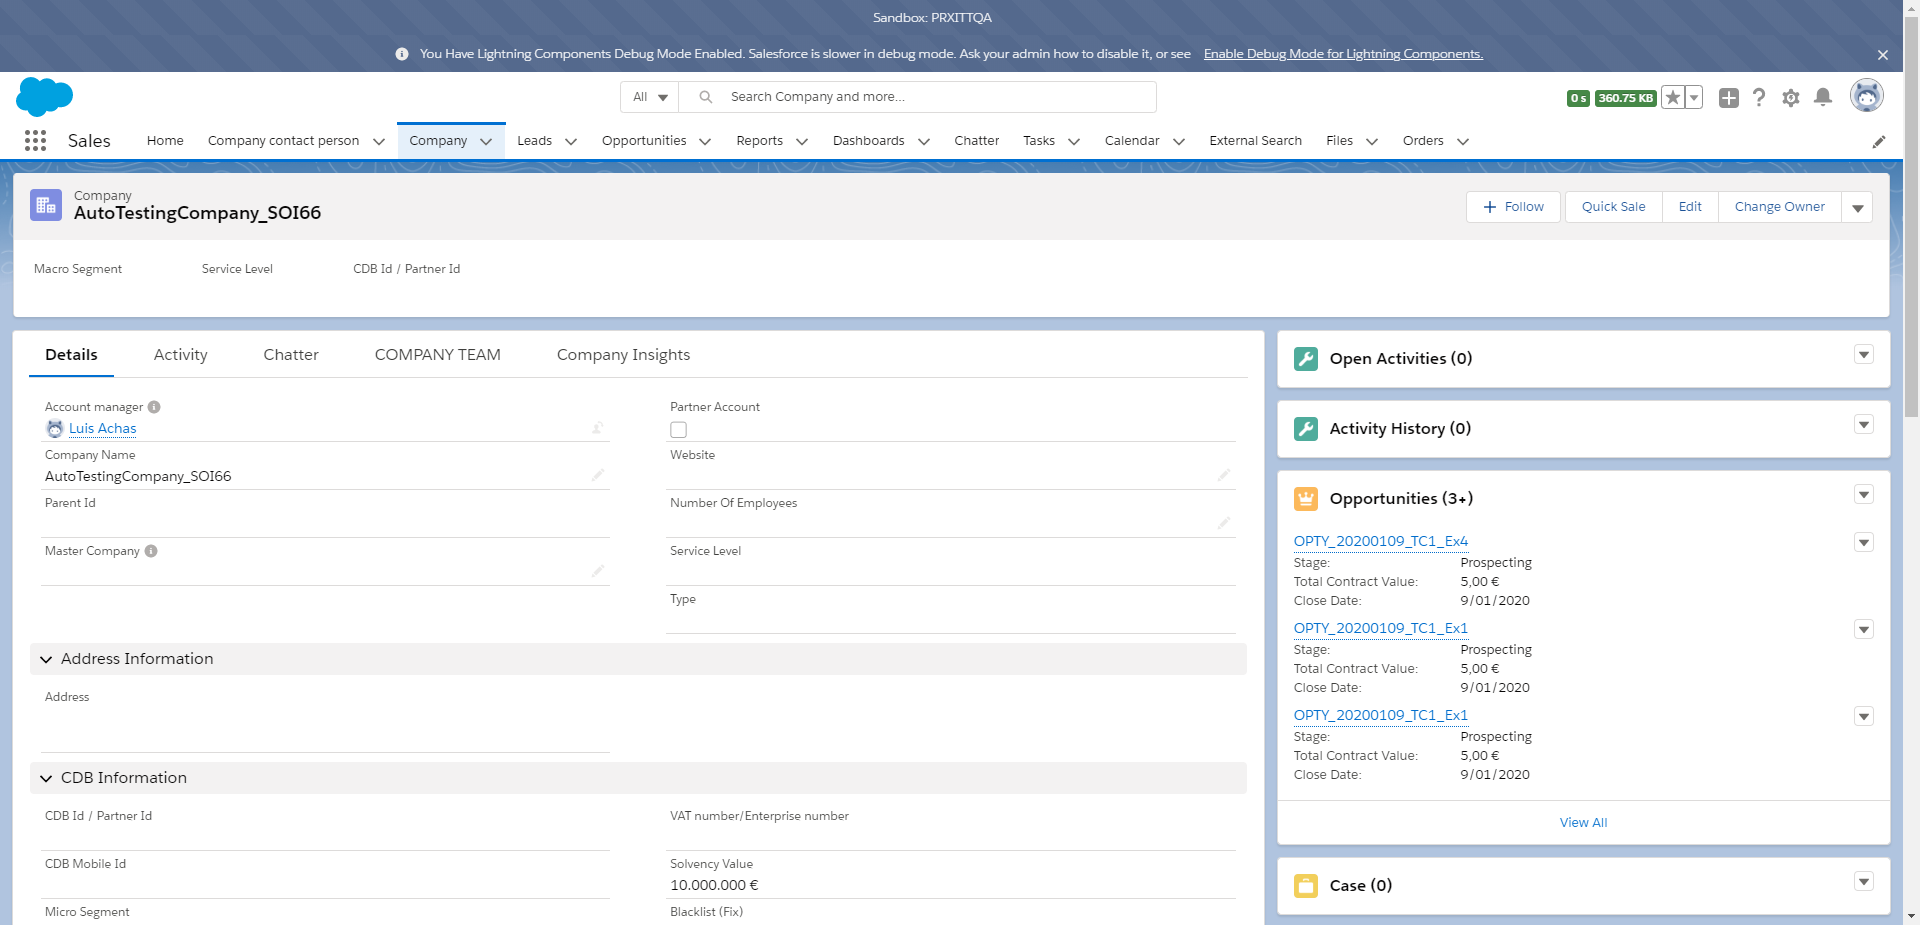 Sandbox: PRXITTQA
You Have Lightning Components Debug Mode Enabled. Salesforce is slower in debug mode. Ask your admin how to disable it, or see Enable Debug Mode for Lightning Components.
All Search Company and more...
0 s 360.75 KB
Sales Home Company contact person Company Leads Opportunities Reports Dashboards Chatter Tasks Calendar External Search Files Orders
Company
AutoTestingCompany_SOI66
Follow Quick Sale Edit Change Owner
Macro Segment Service Level CDB Id / Partner Id
Details Activity Chatter COMPANY TEAM Company Insights
Account manager
Luis Achas
Partner Account
Company Name
AutoTestingCompany_SOI66
Website
Parent Id
Number Of Employees
Master Company
Service Level
Type
Address Information
Address
CDB Information
CDB Id / Partner Id
VAT number/Enterprise number
CDB Mobile Id
Solvency Value
10.000.000 €
Micro Segment
Blacklist (Fix)
Open Activities (0)
Activity History (0)
Opportunities (3+)
OPTY_20200109_TC1_Ex4
Stage: Prospecting
Total Contract Value: 5,00 €
Close Date: 9/01/2020
OPTY_20200109_TC1_Ex1
Stage: Prospecting
Total Contract Value: 5,00 €
Close Date: 9/01/2020
OPTY_20200109_TC1_Ex1
Stage: Prospecting
Total Contract Value: 5,00 €
Close Date: 9/01/2020
View All
Case (0)